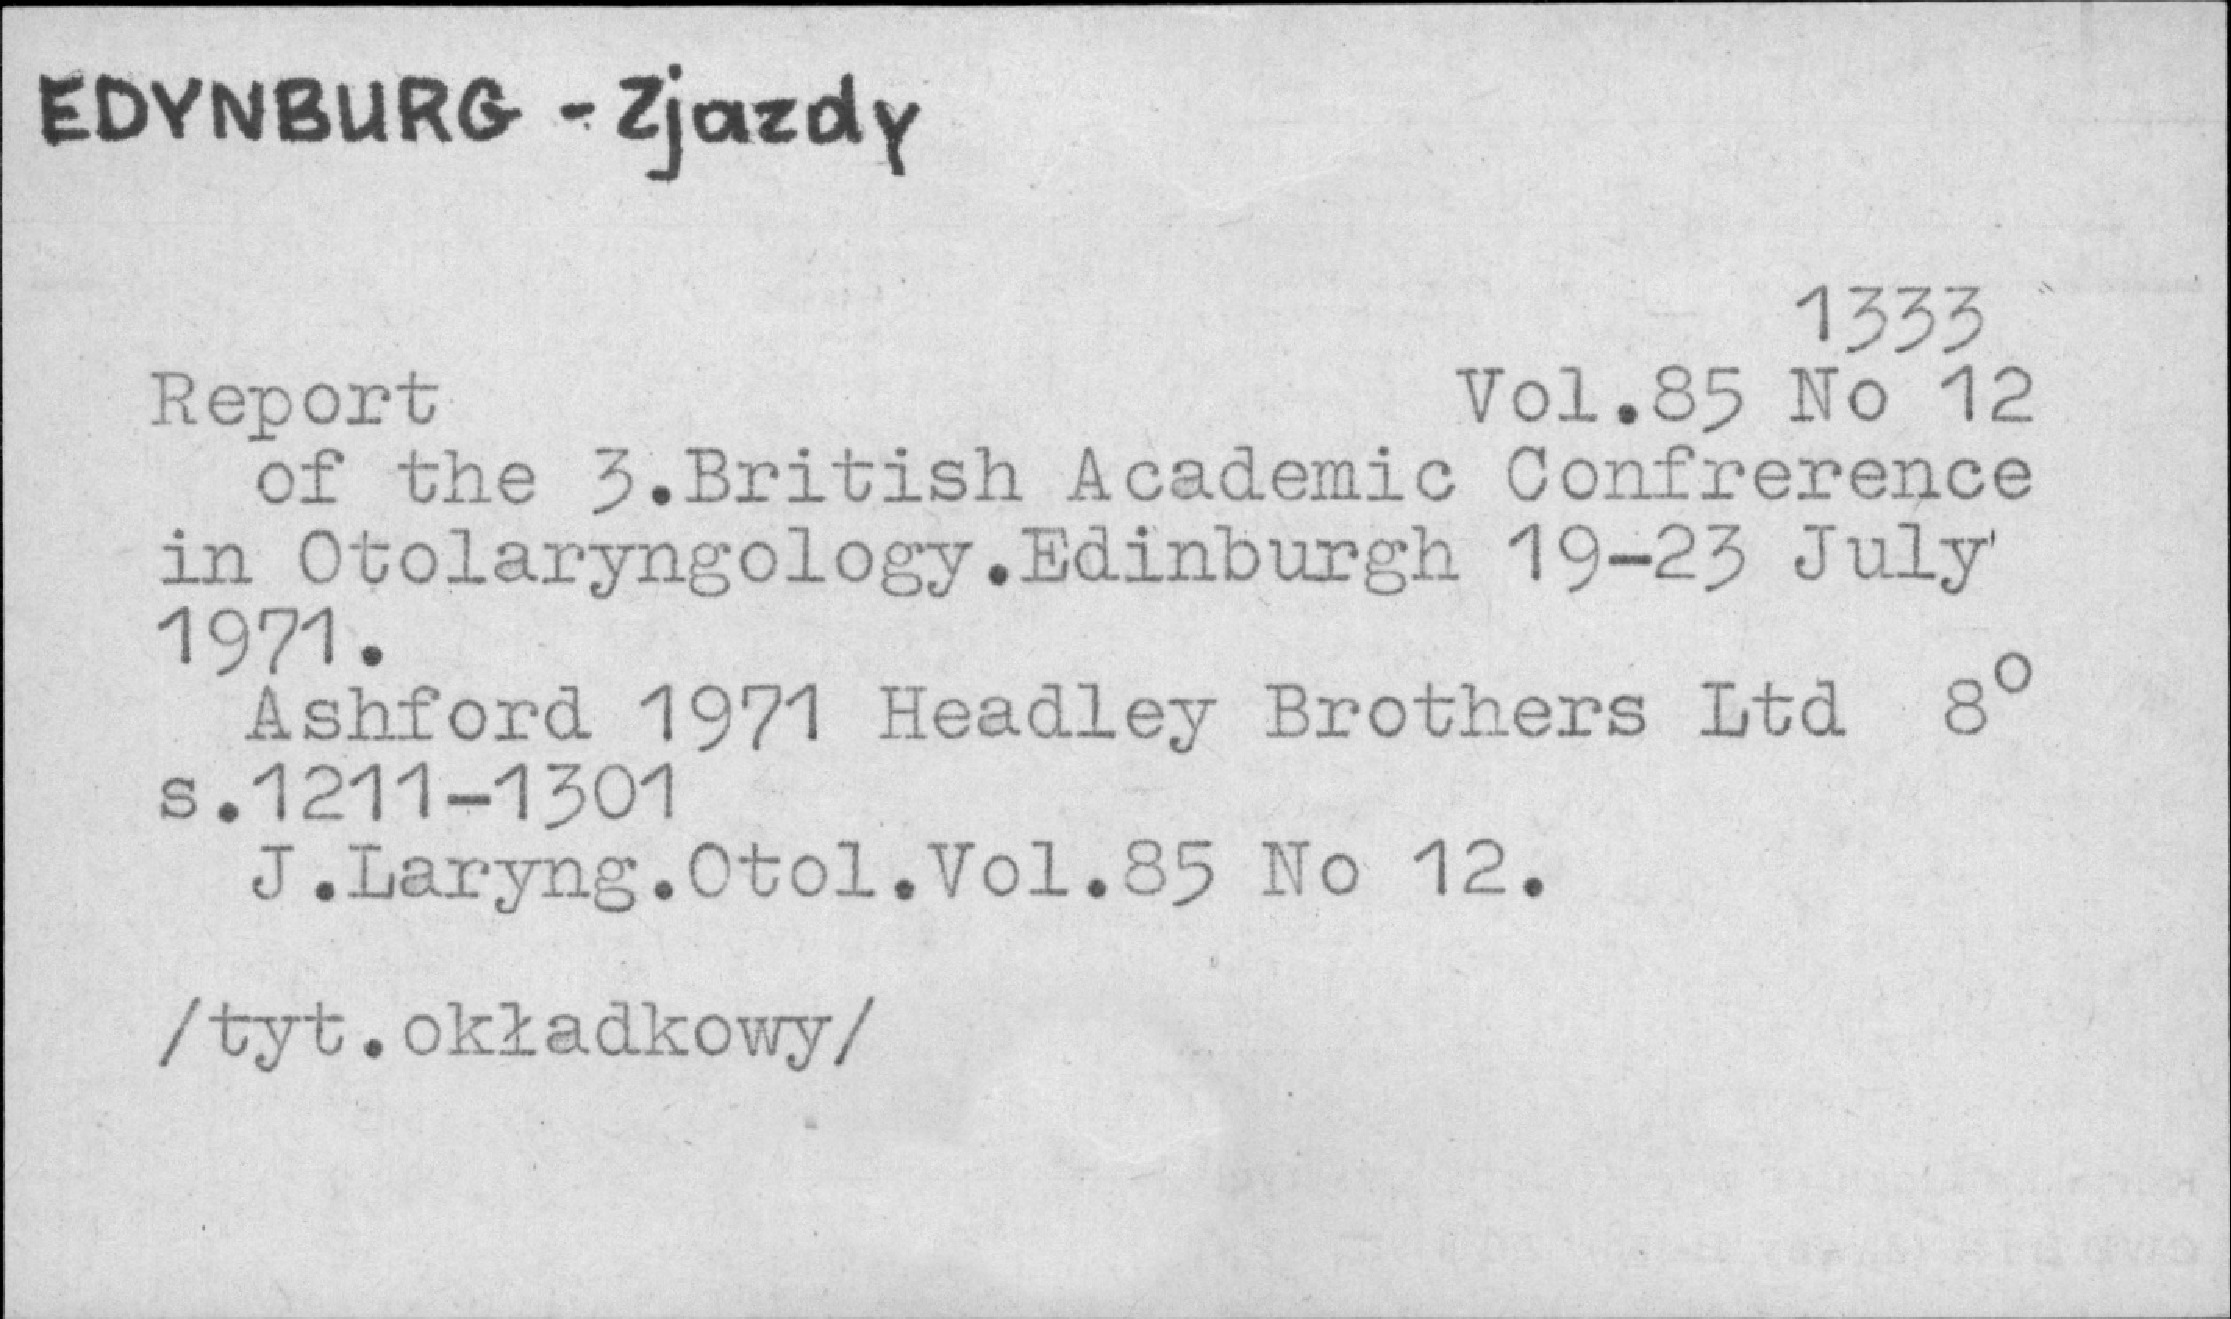 EDYNBURG - Zjazdy
1333
Report Vol.85 No 12
of the 3.British Academic Confrerence
in Otolaryngology.Edinburgh 19-23 July
1971.
Ashford 1971 Headley Brothers Ltd 8°
s.1211-1301
J.Laryng.Otol.Vol.85 No 12.
/tyt.okładkowy/